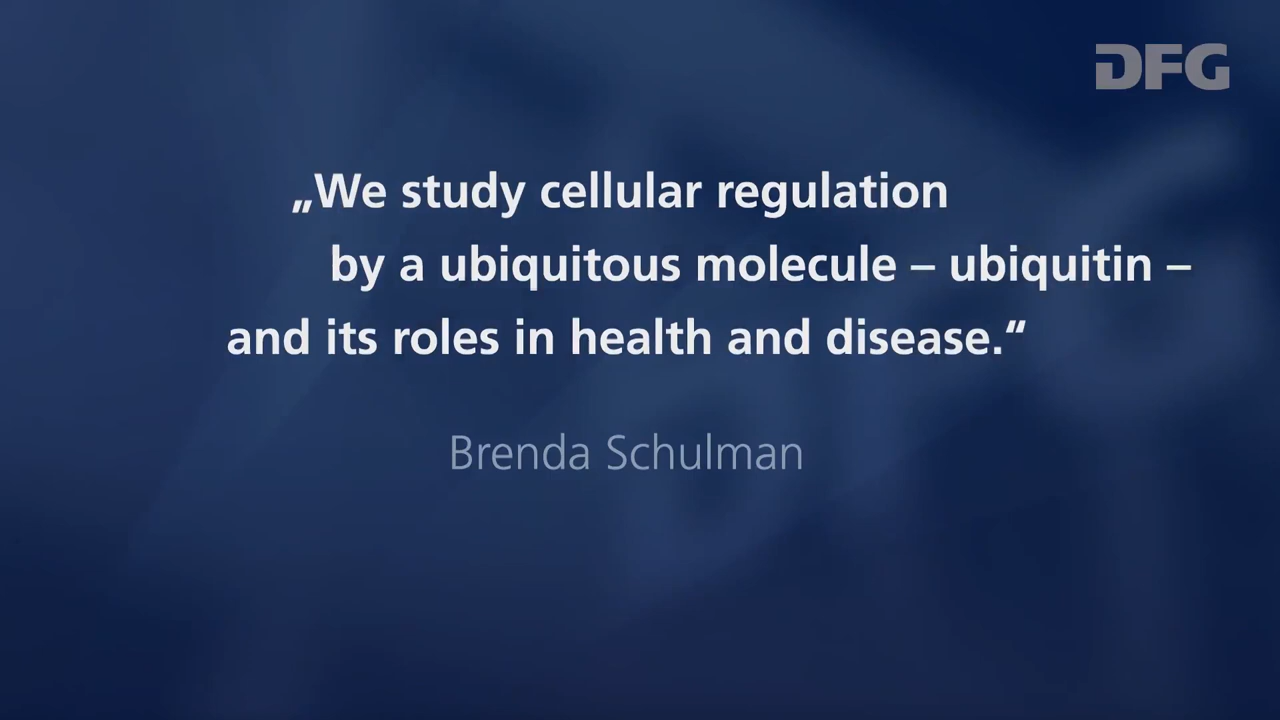 DFG
„We study cellular regulation
by a ubiquitous molecule – ubiquitin –
and its roles in health and disease.“
Brenda Schulman